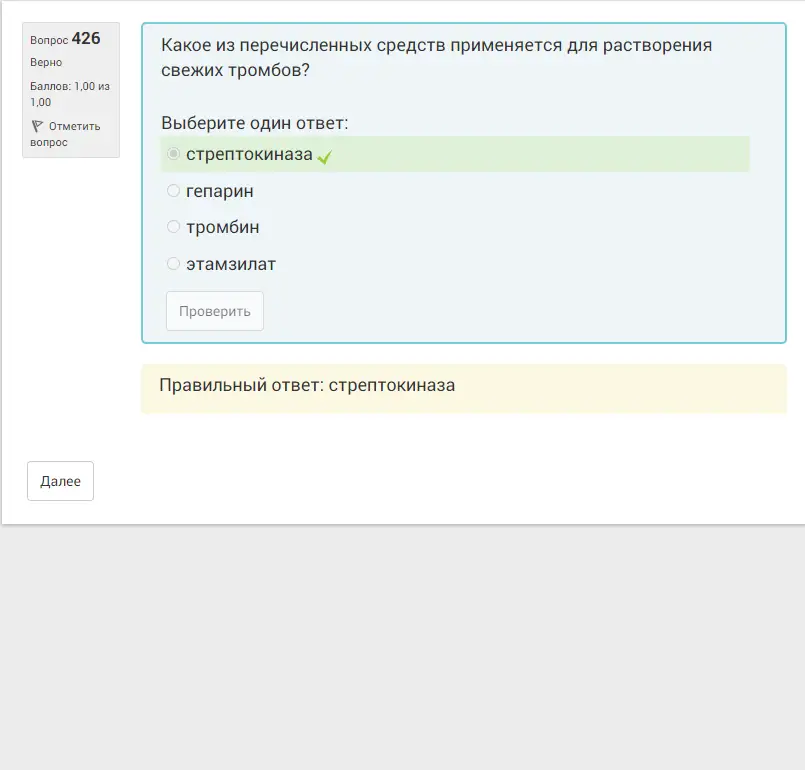 Вопрос 426
Верно
Баллов: 1,00 из
1,00
Отметить
вопрос
Какое из перечисленных средств применяется для растворения
свежих тромбов?
Выберите один ответ:
стрептокиназа
гепарин
тромбин
этамзилат
Проверить
Правильный ответ: стрептокиназа
Далее